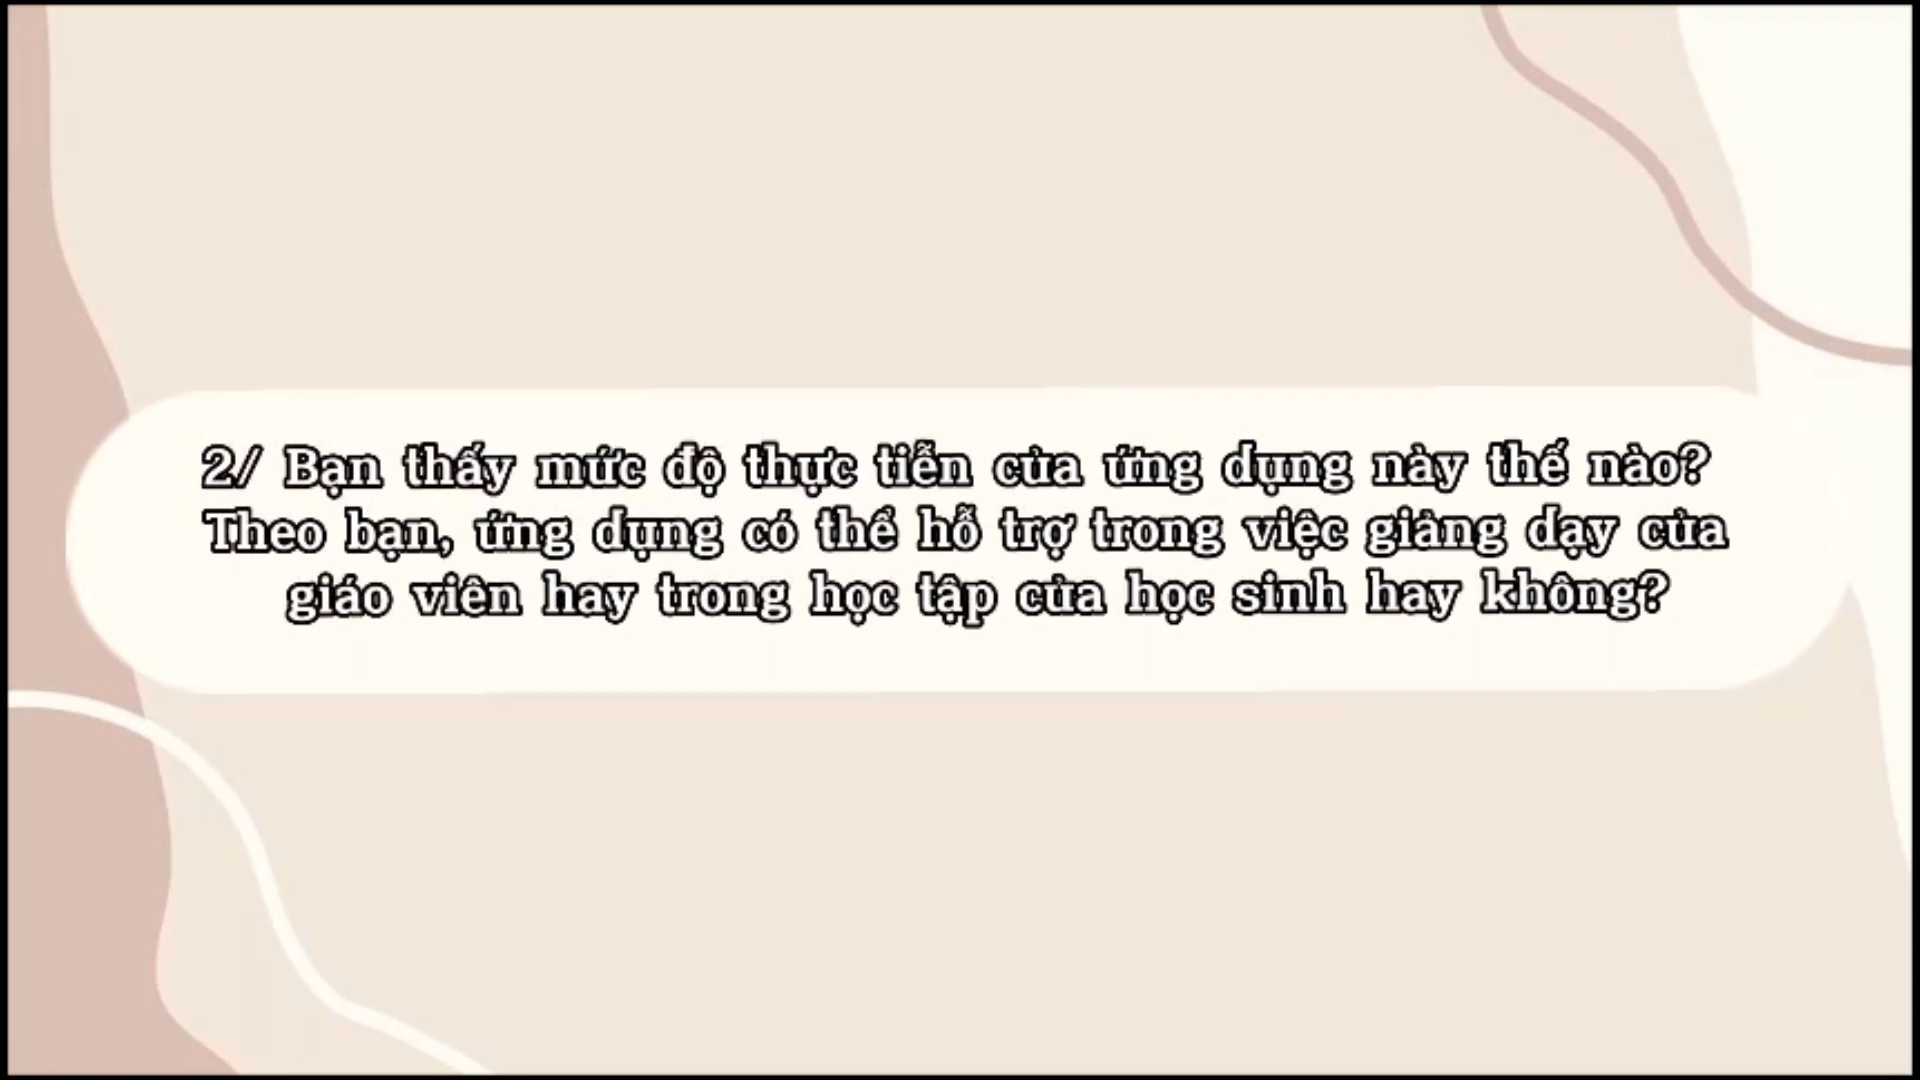 2/ Bạn thấy mức độ thực tiễn của ứng dụng này thế nào?
Theo bạn, ứng dụng có thể hỗ trợ trong việc giảng dạy của
giáo viên hay trong học tập của học sinh hay không?